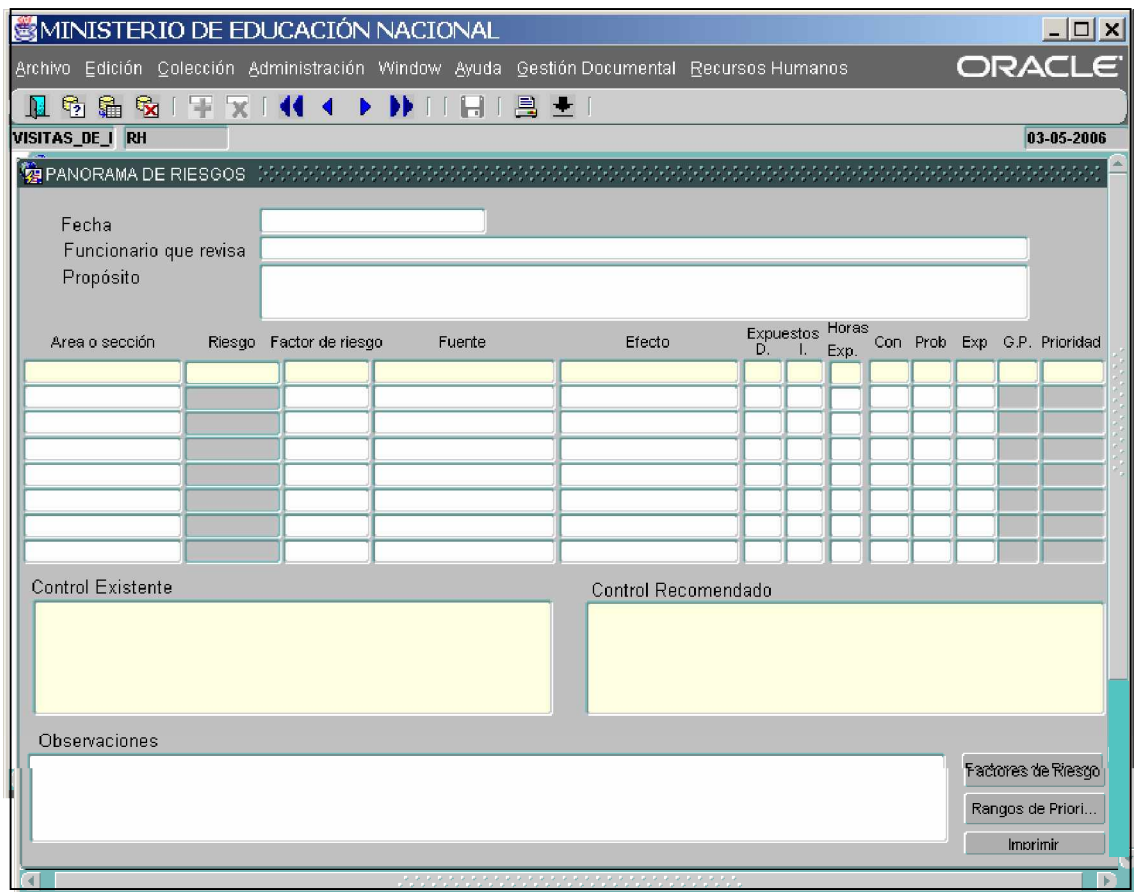 MINISTERIO DE EDUCACIÓN NACIONAL
Archivo Edición Colección Administración Window Ayuda Gestión Documental Recursos Humanos ORACLE
VISITAS_DE_I RH 03-05-2006
PANORAMA DE RIESGOS
Fecha
Funcionario que revisa
Propósito
Area o sección Riesgo Factor de riesgo Fuente Efecto Expuestos D. I. Horas Exp. Con Prob Exp G.P. Prioridad
Control Existente Control Recomendado
Observaciones
Factores de Riesgo
Rangos de Priori...
Imprimir